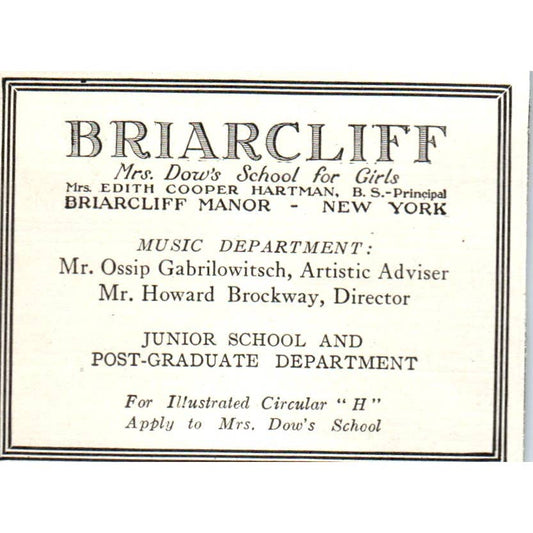 BRIARCLIFF
Mrs. Dow's School for Girls
Mrs. EDITH COOPER HARTMAN, B. S.-Principal
BRIARCLIFF MANOR - NEW YORK
MUSIC DEPARTMENT:
Mr. Ossip Gabrilowitsch, Artistic Adviser
Mr. Howard Brockway, Director
JUNIOR SCHOOL AND
POST-GRADUATE DEPARTMENT
For Illustrated Circular "H"
Apply to Mrs. Dow's School